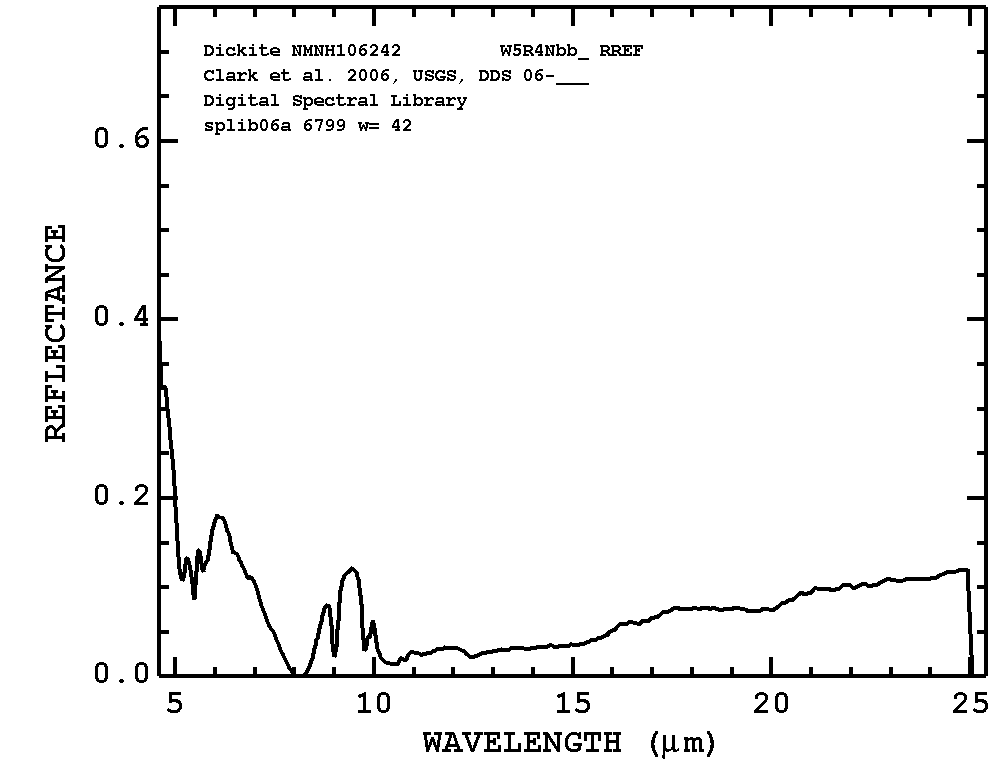 Dickite NMNH106242 W5R4Nbb_ RREF
Clark et al. 2006, USGS, DDS 06-___
Digital Spectral Library
splib06a 6799 w= 42
0.6
0.4
0.2
0.0
REFLECTANCE
5 10 15 20 25
WAVELENGTH (μm)